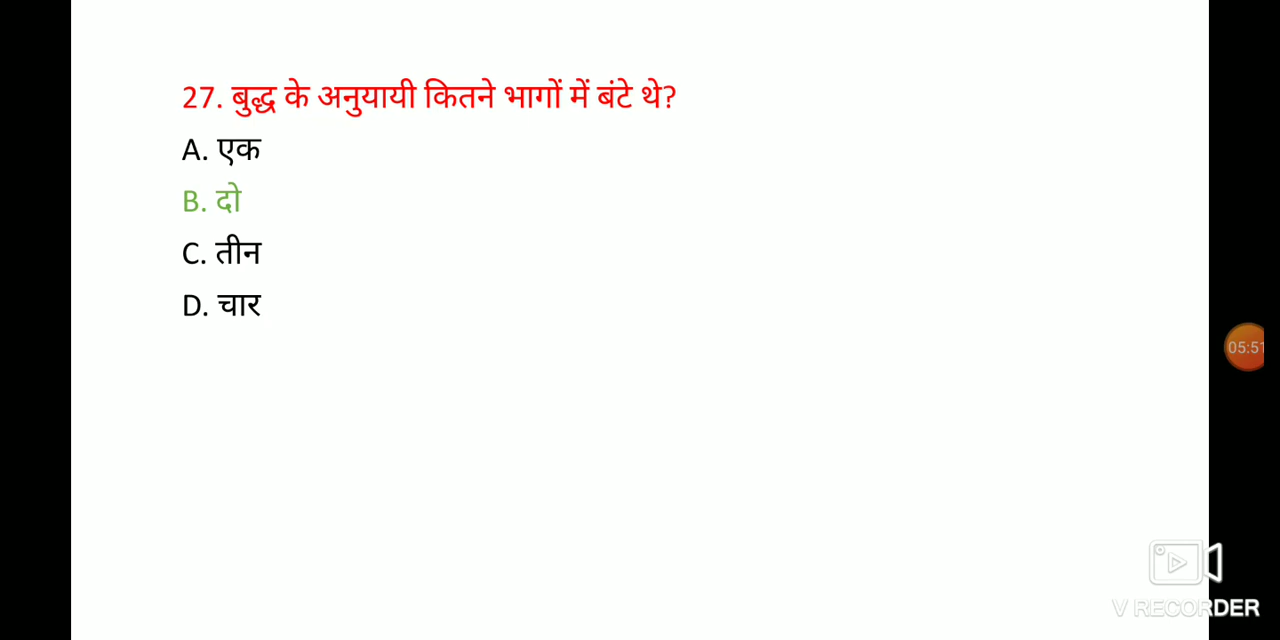 27. बुद्ध के अनुयायी कितने भागों में बंटे थे?
A. एक
B. दो
C. तीन
D. चार
05:51
V RECORDER